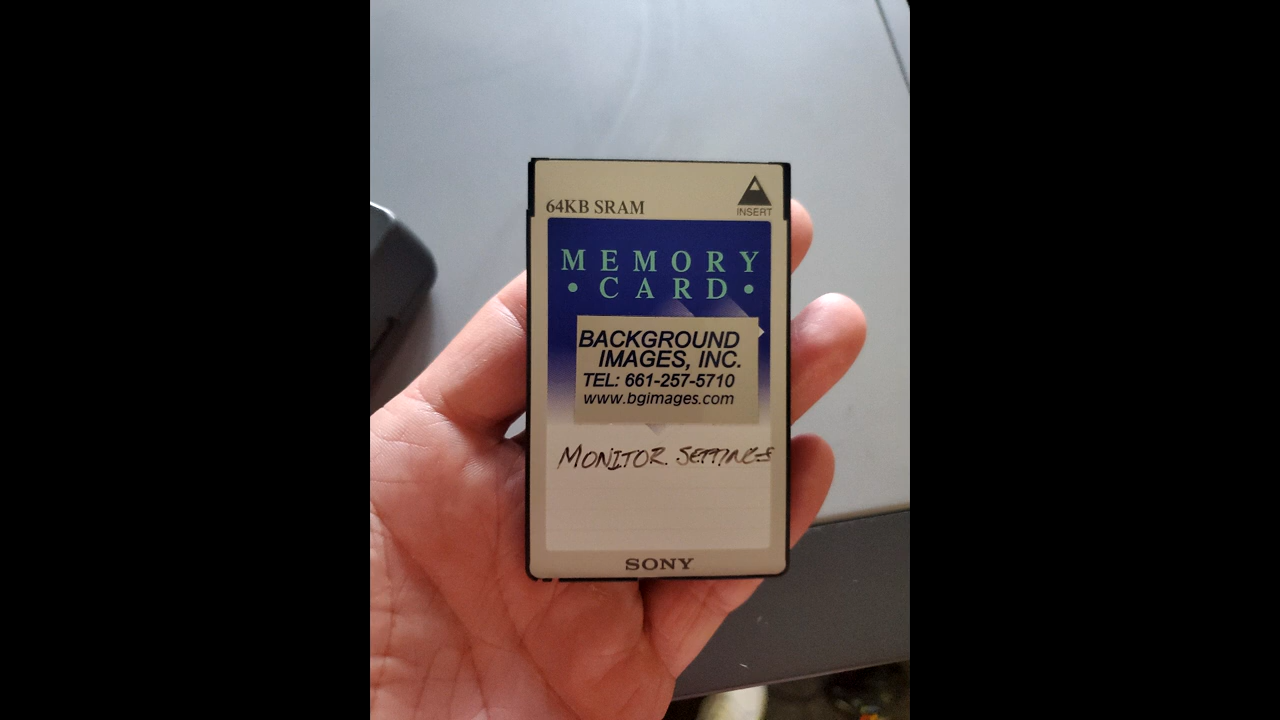 64KB SRAM
INSERT
MEMORY
• CARD •
BACKGROUND
IMAGES, INC.
TEL: 661-257-5710
www.bgimages.com
MONITOR SETTINGS
SONY